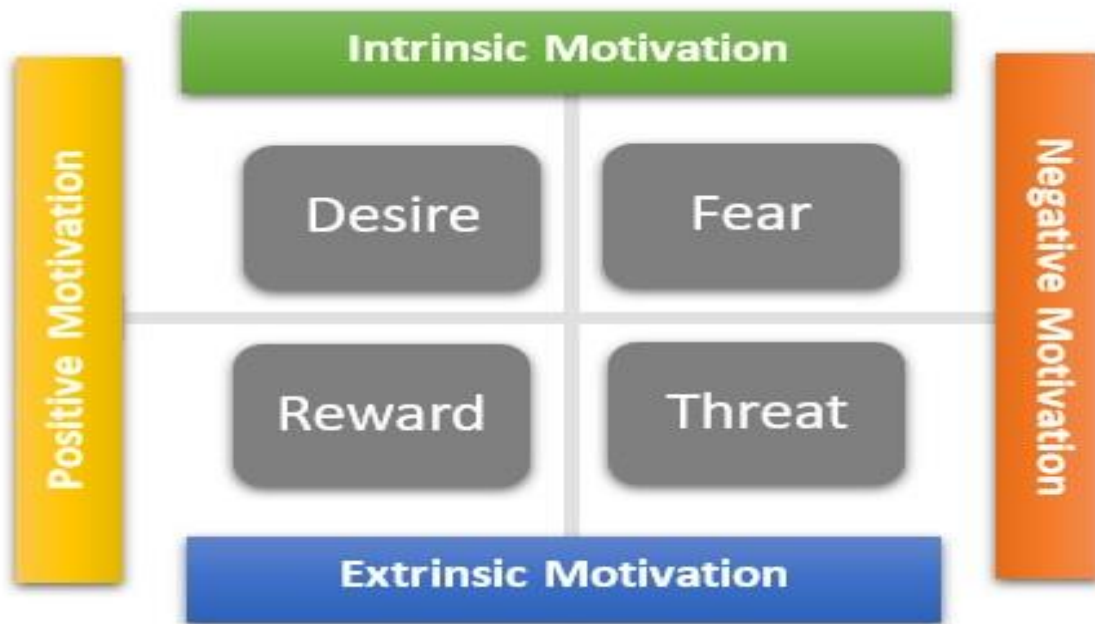 Intrinsic Motivation
Positive Motivation
Desire
Fear
Negative Motivation
Reward
Threat
Extrinsic Motivation